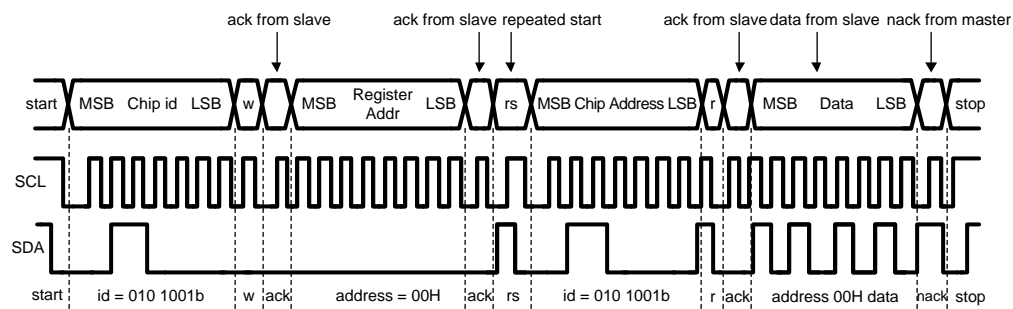 ack from slave ack from slave repeated start ack from slave data from slave nack from master
start MSB Chip id LSB w MSB Register Addr LSB rs MSB Chip Address LSB r MSB Data LSB stop
SCL
SDA
start id = 010 1001b w ack address = 00H ack rs id = 010 1001b r ack address 00H data nack stop